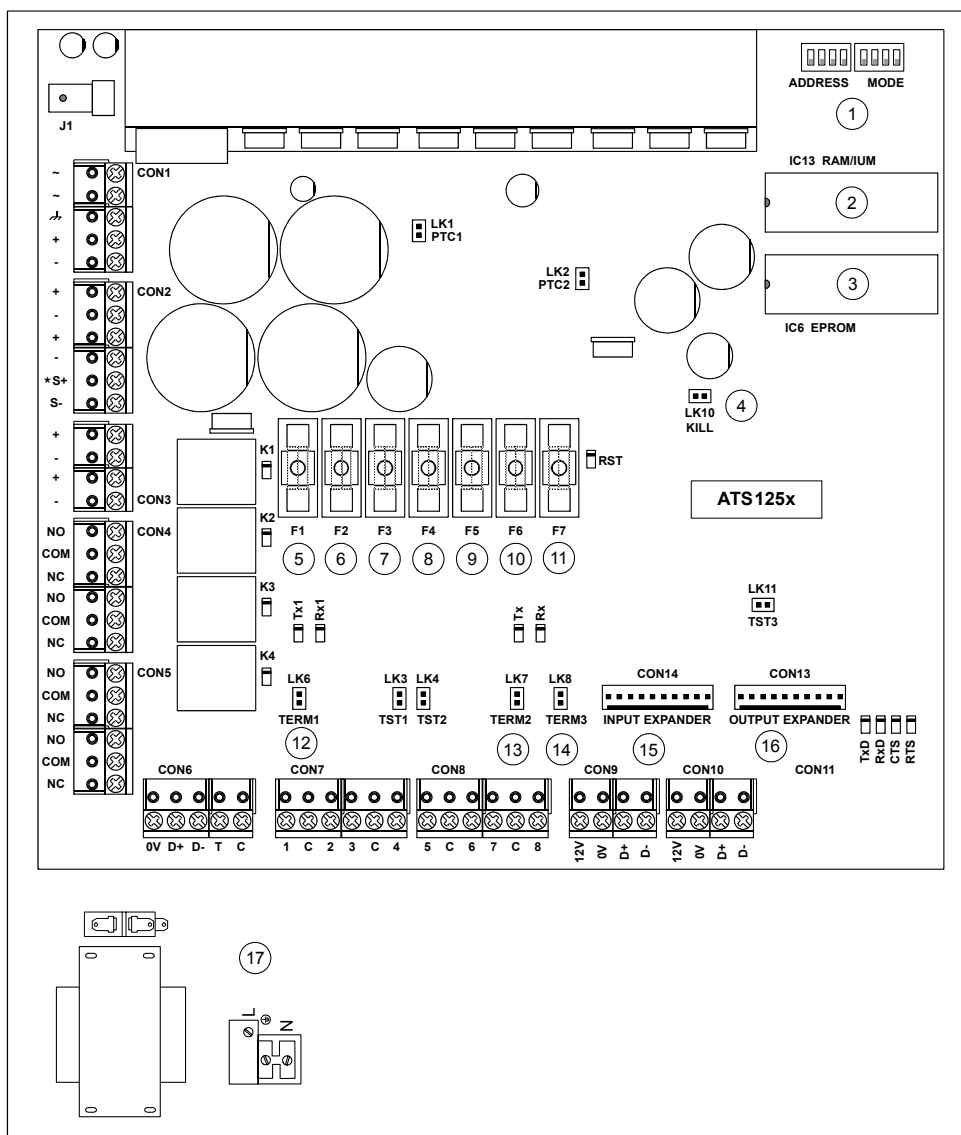 ADDRESS MODE
J1
1
IC13 RAM/IUM
~ CON1
~
+
-
2
LK1
PTC1
LK2
PTC2
3
IC6 EPROM
+ CON2
-
+
-
*S+
S-
LK10
KILL
4
+
-
+
- CON3
K1
RST
ATS125x
NO CON4
COM
NC
NO
COM
NC
K2
F1 F2 F3 F4 F5 F6 F7
5 6 7 8 9 10 11
K3
Tx1 Rx1 Tx Rx
LK11
TST3
K4
NO CON5
COM
NC
NO
COM
NC
LK6 LK3 LK4 LK7 LK8 CON14 CON13
TERM1 TST1 TST2 TERM2 TERM3 INPUT EXPANDER OUTPUT EXPANDER
12 13 14 15 16
TxD RxD CTS RTS
CON6 CON7 CON8 CON9 CON10 CON11
0V D+ D- T C 1 C 2 3 C 4 5 C 6 7 C 8 12V 0V D+ D- 12V 0V D+ D-
17
L N